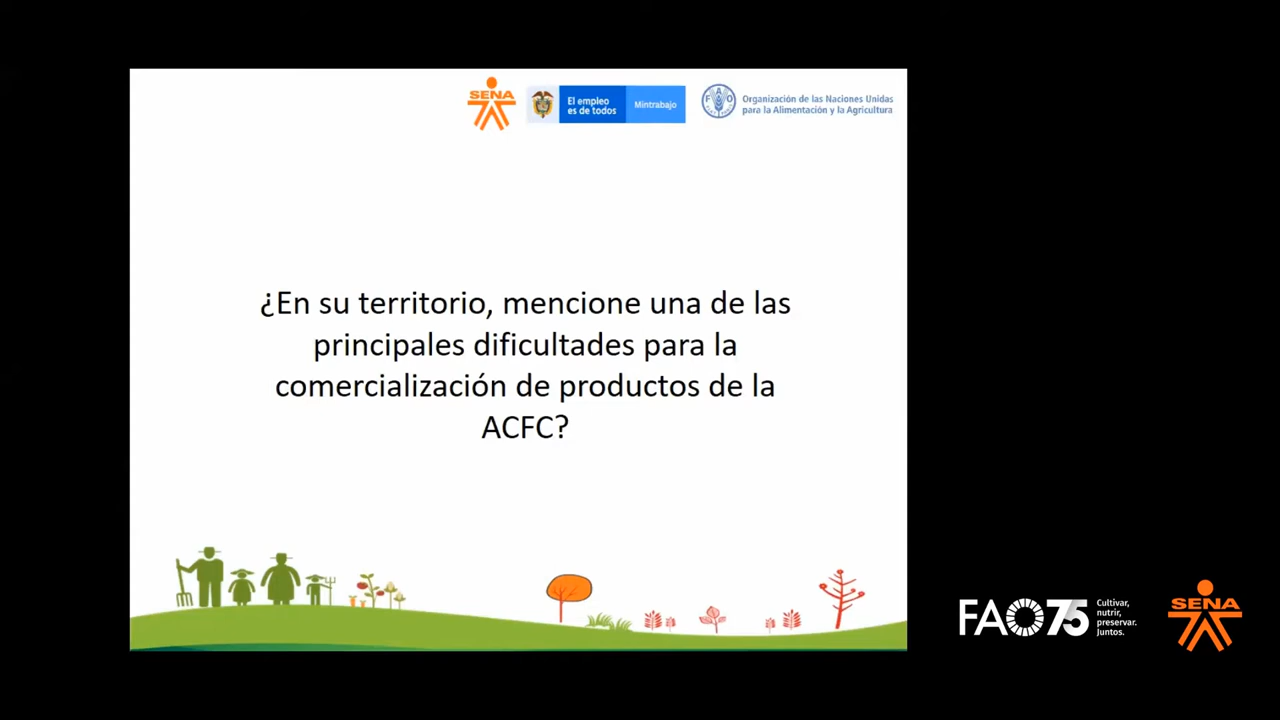 SENA
El empleo
es de todos
Mintrabajo
FAO
Organización de las Naciones Unidas
para la Alimentación y la Agricultura
¿En su territorio, mencione una de las
principales dificultades para la
comercialización de productos de la
ACFC?
FAO75
Cultivar,
nutrir,
preservar.
Juntos.
SENA